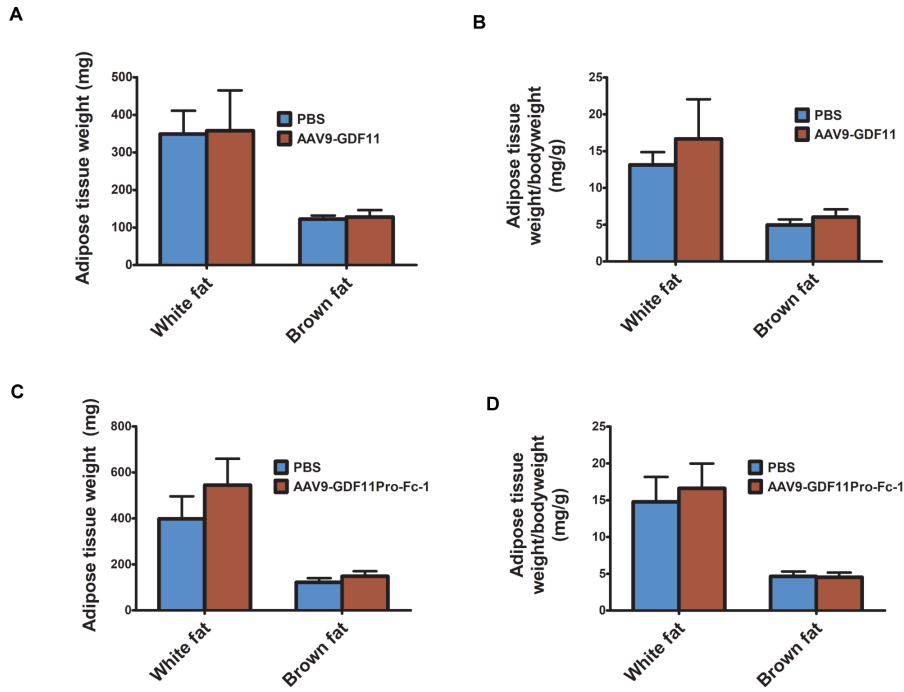 A
Adipose tissue weight (mg)
500
400
300
200
100
0
PBS
AAV9-GDF11
White fat
Brown fat
B
Adipose tissue
weight/bodyweight
(mg/g)
25
20
15
10
5
0
PBS
AAV9-GDF11
White fat
Brown fat
C
Adipose tissue weight (mg)
800
600
400
200
0
PBS
AAV9-GDF11Pro-Fc-1
White fat
Brown fat
D
Adipose tissue
weight/bodyweight
(mg/g)
25
20
15
10
5
0
PBS
AAV9-GDF11Pro-Fc-1
White fat
Brown fat